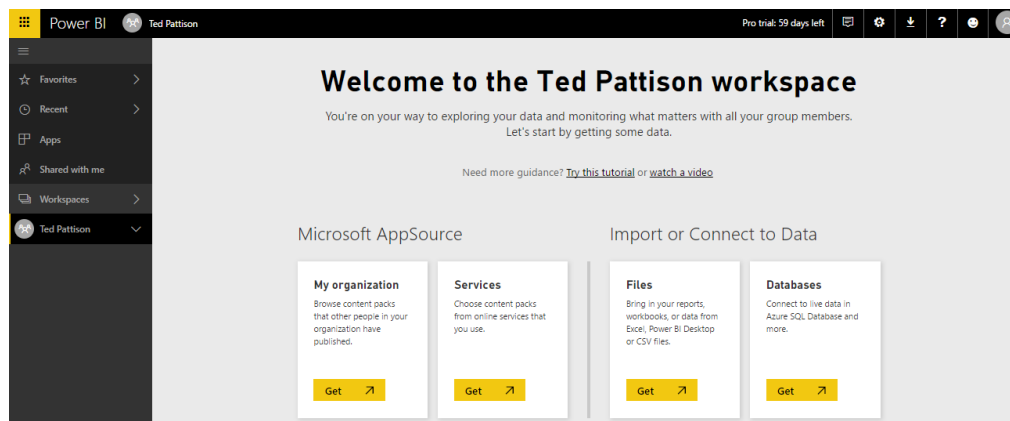 Power BI
Ted Pattison
Pro trial: 59 days left
?
Favorites
Recent
Apps
Shared with me
Workspaces
Ted Pattison
Welcome to the Ted Pattison workspace
You're on your way to exploring your data and monitoring what matters with all your group members.
Let's start by getting some data.
Need more guidance? Try this tutorial or watch a video
Microsoft AppSource
My organization
Browse content packs
that other people in your
organization have
published.
Get
Services
Choose content packs
from online services that
you use.
Get
Import or Connect to Data
Files
Bring in your reports,
workbooks, or data from
Excel, Power BI Desktop
or CSV files.
Get
Databases
Connect to live data in
Azure SQL Database and
more.
Get